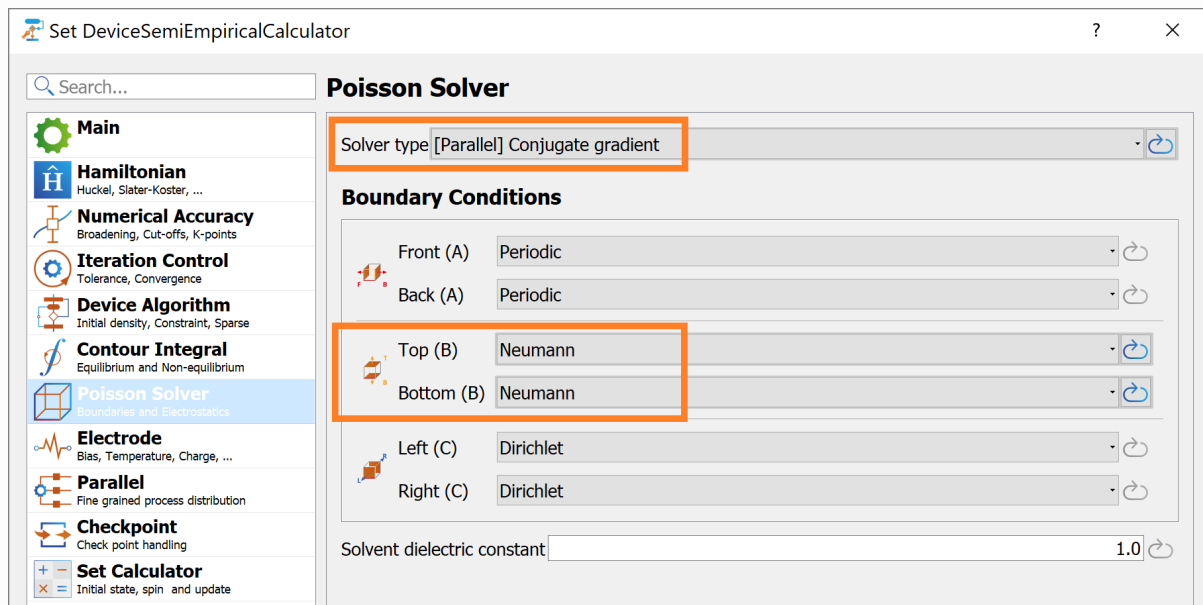 Set DeviceSemiEmpiricalCalculator
?
Search...
Main
Hamiltonian
Huckel, Slater-Koster, ...
Numerical Accuracy
Broadening, Cut-offs, K-points
Iteration Control
Tolerance, Convergence
Device Algorithm
Initial density, Constraint, Sparse
Contour Integral
Equilibrium and Non-equilibrium
Poisson Solver
Boundaries and Electrostatics
Electrode
Bias, Temperature, Charge, ...
Parallel
Fine grained process distribution
Checkpoint
Check point handling
Set Calculator
Initial state, spin and update
Poisson Solver
Solver type [Parallel] Conjugate gradient
Boundary Conditions
Front (A) Periodic
Back (A) Periodic
Top (B) Neumann
Bottom (B) Neumann
Left (C) Dirichlet
Right (C) Dirichlet
Solvent dielectric constant 1.0